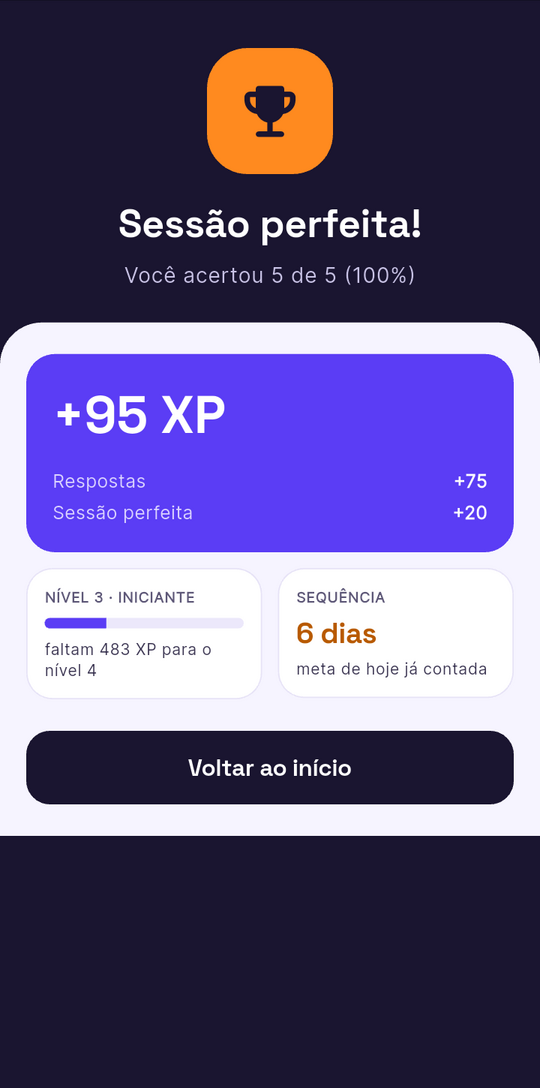 Sessão perfeita!
Você acertou 5 de 5 (100%)
+95 XP
Respostas +75
Sessão perfeita +20
NÍVEL 3 · INICIANTE
faltam 483 XP para o
nível 4
SEQUÊNCIA
6 dias
meta de hoje já contada
Voltar ao início